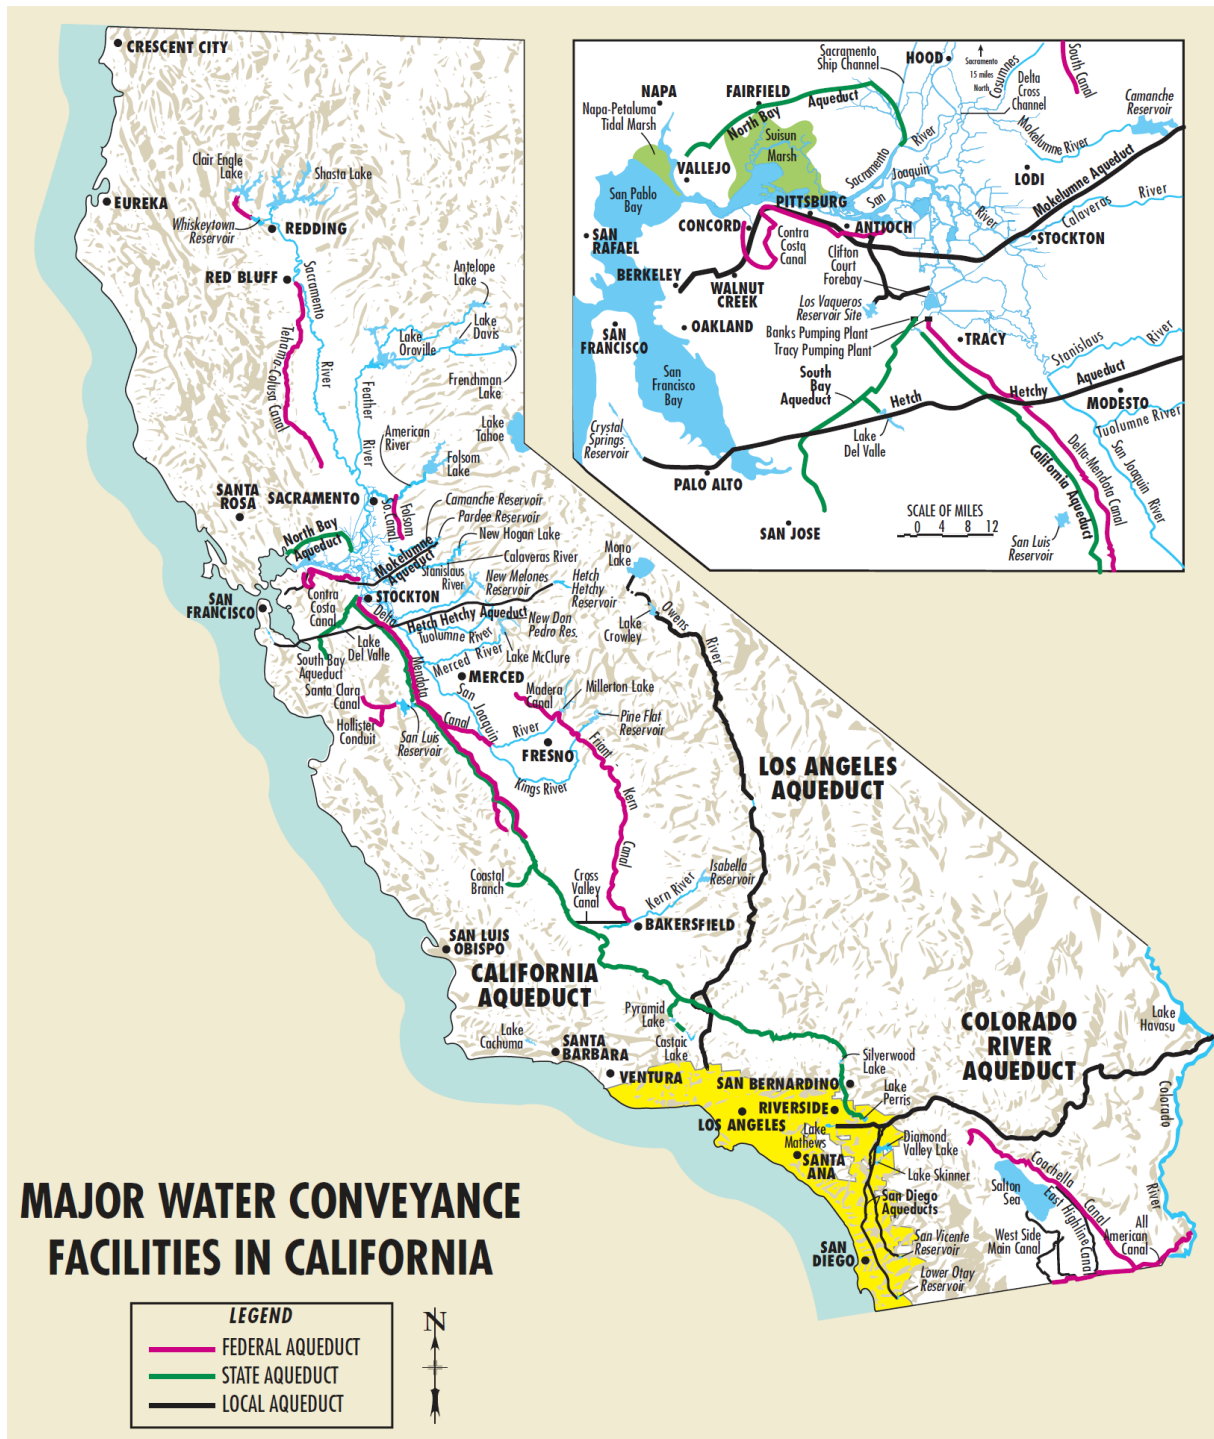 CRESCENT CITY
Clair Engle
Lake
Shasta Lake
EUREKA
Whiskeytown
Reservoir
REDDING
RED BLUFF
Sacramento
River
Tehama-Colusa Canal
Antelope
Lake
Lake
Davis
Lake
Oroville
Frenchman
Lake
Feather
River
American
River
Lake
Tahoe
Folsom
Lake
SANTA
ROSA
SACRAMENTO
Folsom
So. Canal
Camanche Reservoir
Pardee Reservoir
New Hogan Lake
North Bay
Aqueduct
Mokelumne
Aqueduct
Calaveras River
Stanislaus
River
New Melones
Reservoir
Hetch
Hetchy
Reservoir
Mono
Lake
SAN
FRANCISCO
Contra
Costa
Canal
STOCKTON
Delta
Mendota
Canal
Hetch Hetchy Aqueduct
New Don
Pedro Res.
Tuolumne River
Lake
Crowley
Owens
River
South Bay
Aqueduct
Lake
Del Valle
Merced River
Lake McClure
MERCED
Santa Clara
Canal
Hollister
Conduit
San Luis
Reservoir
San
Joaquin
River
Madera
Canal
Millerton Lake
Pine Flat
Reservoir
FRESNO
Friant
Kern
Canal
Kings River
LOS ANGELES
AQUEDUCT
Coastal
Branch
Cross
Valley
Canal
Kern River
Isabella
Reservoir
BAKERSFIELD
SAN LUIS
OBISPO
CALIFORNIA
AQUEDUCT
Pyramid
Lake
Lake
Cachuma
SANTA
BARBARA
Castaic
Lake
VENTURA
COLORADO
RIVER
AQUEDUCT
Lake
Havasu
Silverwood
Lake
SAN BERNARDINO
Lake
Perris
RIVERSIDE
LOS ANGELES
Lake
Mathews
SANTA
ANA
Diamond
Valley Lake
Lake Skinner
San Diego
Aqueducts
San Vicente
Reservoir
SAN
DIEGO
Lower Otay
Reservoir
Colorado
River
Coachella
Canal
Salton
Sea
East Highline Canal
West Side
Main Canal
All
American
Canal
Sacramento
Ship Channel
HOOD
Sacramento
15 miles
North
Cosumnes
South Canal
Delta
Cross
Channel
Camanche
Reservoir
NAPA
FAIRFIELD
Napa-Petaluma
Tidal Marsh
North Bay
Aqueduct
Suisun
Marsh
Mokelumne River
VALLEJO
Sacramento
River
San
Joaquin
River
LODI
Mokelumne Aqueduct
San Pablo
Bay
PITTSBURG
Calaveras
River
CONCORD
ANTIOCH
STOCKTON
SAN
RAFAEL
Contra
Costa
Canal
Clifton
Court
Forebay
BERKELEY
WALNUT
CREEK
Los Vaqueros
Reservoir Site
OAKLAND
Banks Pumping Plant
Tracy Pumping Plant
TRACY
SAN
FRANCISCO
Stanislaus
River
San
Francisco
Bay
South
Bay
Aqueduct
Hetch
Hetchy
Aqueduct
MODESTO
Tuolumne River
Crystal
Springs
Reservoir
Lake
Del Valle
California Aqueduct
Delta-Mendota Canal
San Joaquin
River
PALO ALTO
SAN JOSE
SCALE OF MILES
0 4 8 12
San Luis
Reservoir
MAJOR WATER CONVEYANCE
FACILITIES IN CALIFORNIA
LEGEND
FEDERAL AQUEDUCT
STATE AQUEDUCT
LOCAL AQUEDUCT
N